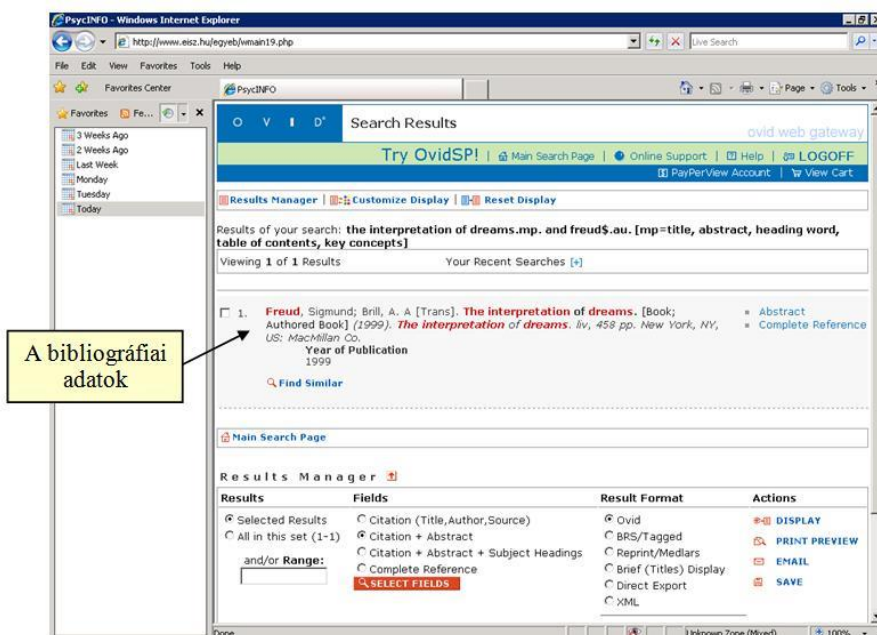 PsycINFO - Windows Internet Explorer
http://www.eisz.hu/egyeb/wmain19.php
Live Search
File Edit View Favorites Tools Help
Favorites Center
PsycINFO
Page
Tools
Favorites
Fe...
3 Weeks Ago
2 Weeks Ago
Last Week
Monday
Tuesday
Today
OVID
Search Results
ovid web gateway
Try OvidSP! | Main Search Page | Online Support | Help | LOGOFF
PayPerView Account | View Cart
Results Manager | Customize Display | Reset Display
Results of your search: the interpretation of dreams.mp. and freud$.au. [mp=title, abstract, heading word,
table of contents, key concepts]
Viewing 1 of 1 Results Your Recent Searches [+]
1. Freud, Sigmund; Brill, A. A [Trans]. The interpretation of dreams. [Book;
Authored Book] (1999). The interpretation of dreams. liv, 458 pp. New York, NY,
US: MacMillan Co.
Year of Publication
1999
Find Similar
Abstract
Complete Reference
A bibliográfiai
adatok
Main Search Page
Results Manager
Results Fields Result Format Actions
Selected Results
All in this set (1-1)
and/or Range:
Citation (Title,Author,Source)
Citation + Abstract
Citation + Abstract + Subject Headings
Complete Reference
SELECT FIELDS
Ovid
BRS/Tagged
Reprint/Medlars
Brief (Titles) Display
Direct Export
XML
DISPLAY
PRINT PREVIEW
EMAIL
SAVE
Done
Unknown Zone (Mixed)
100%